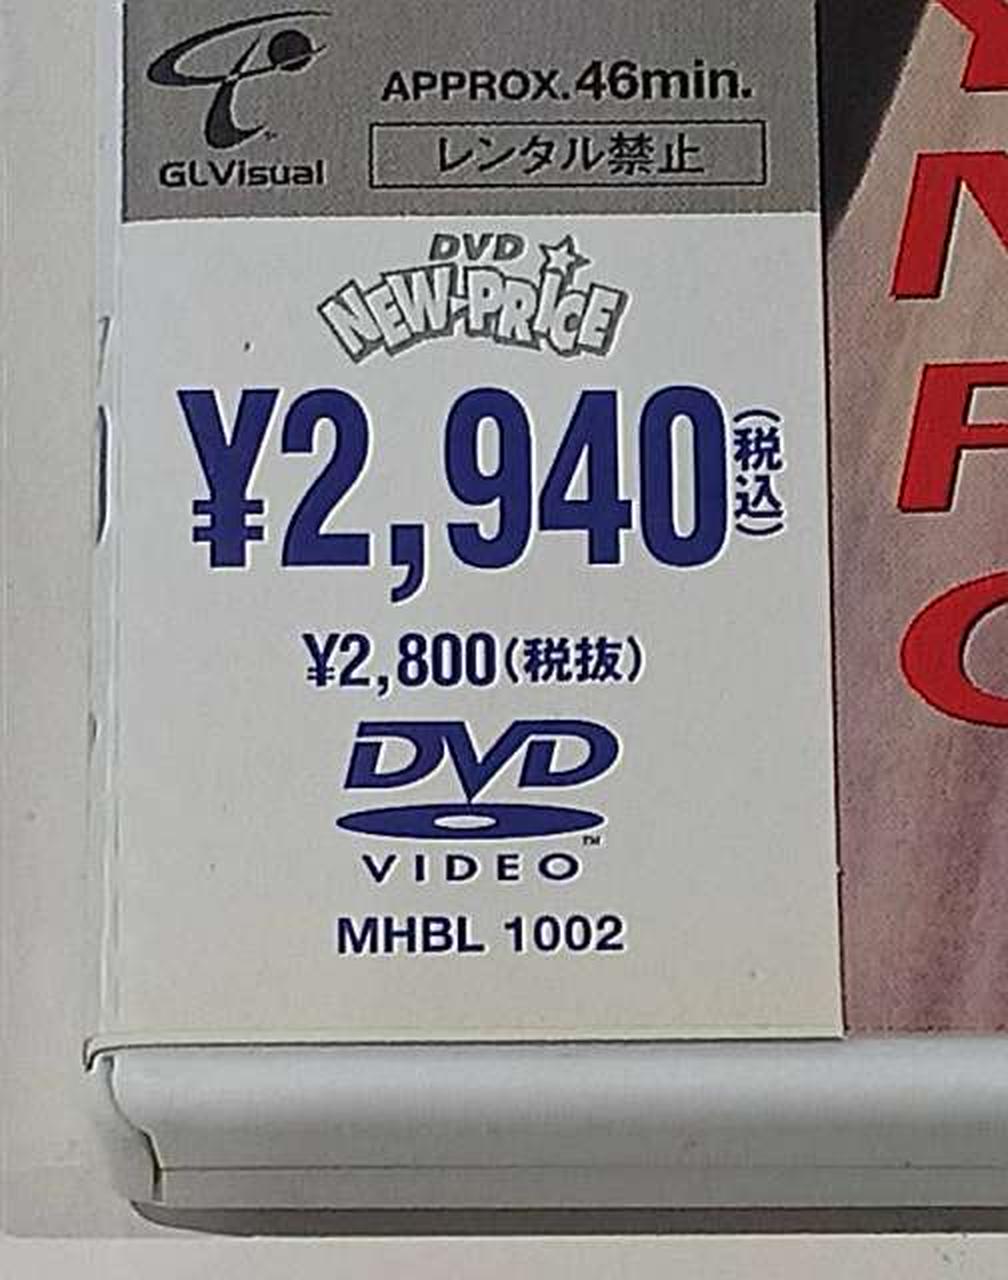 APPROX.46min.
レンタル禁止
GLVisual
DVD
NEW-PRICE
¥2,940(税込)
¥2,800(税抜)
DVD
VIDEO™
MHBL 1002
N